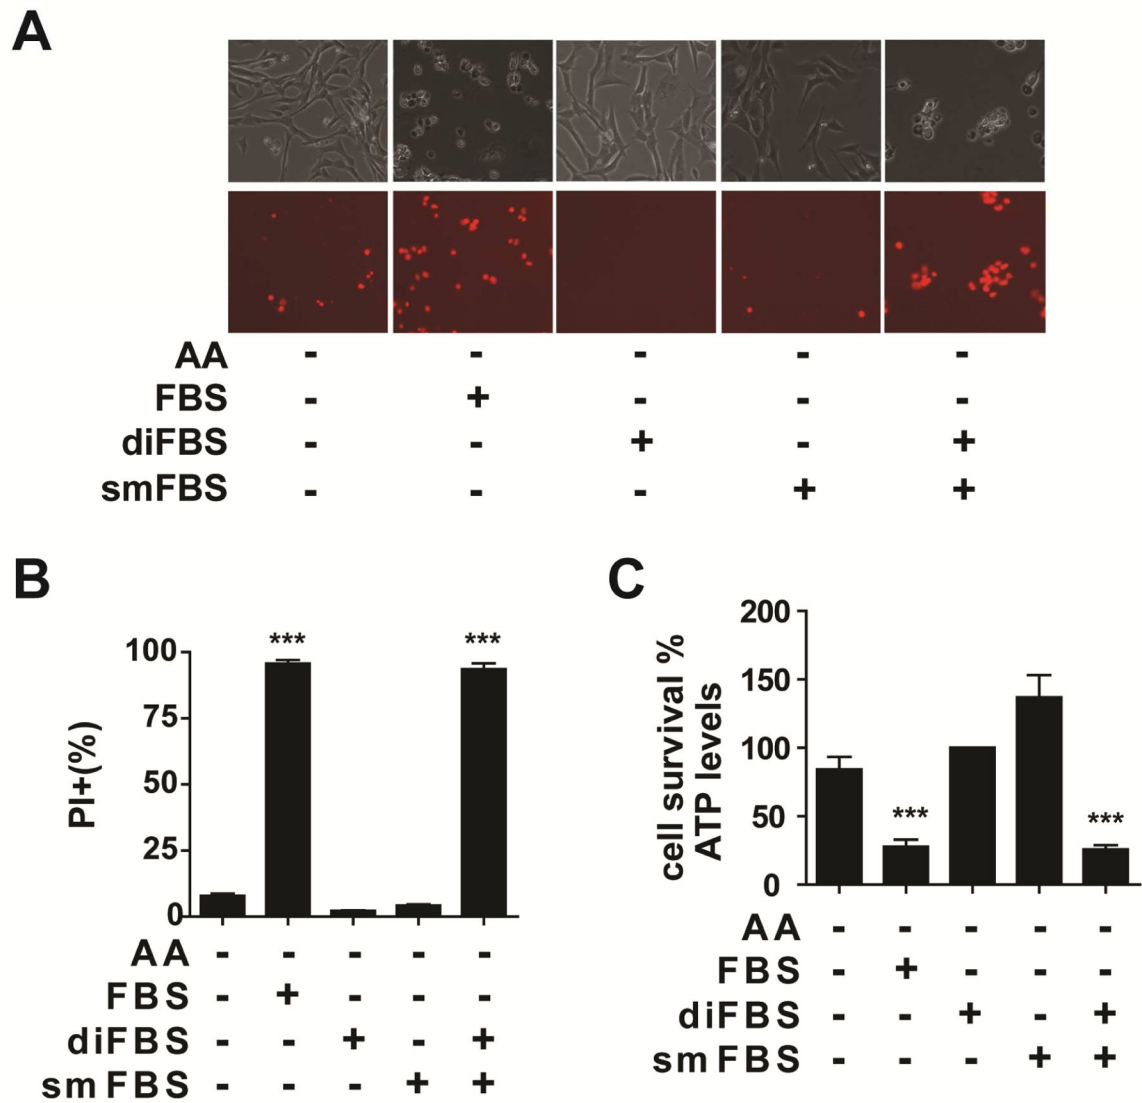 A
AA - - - - -
FBS - + - - -
diFBS - - + - +
smFBS - - - + +
B
C
100
75
50
25
0
PI+(%)
*** ***
AA - - - - -
FBS - + - - -
diFBS - - + - +
smFBS - - - + +
200
150
100
50
0
cell survival %
ATP levels
*** ***
AA - - - - -
FBS - + - - -
diFBS - - + - +
smFBS - - - + +